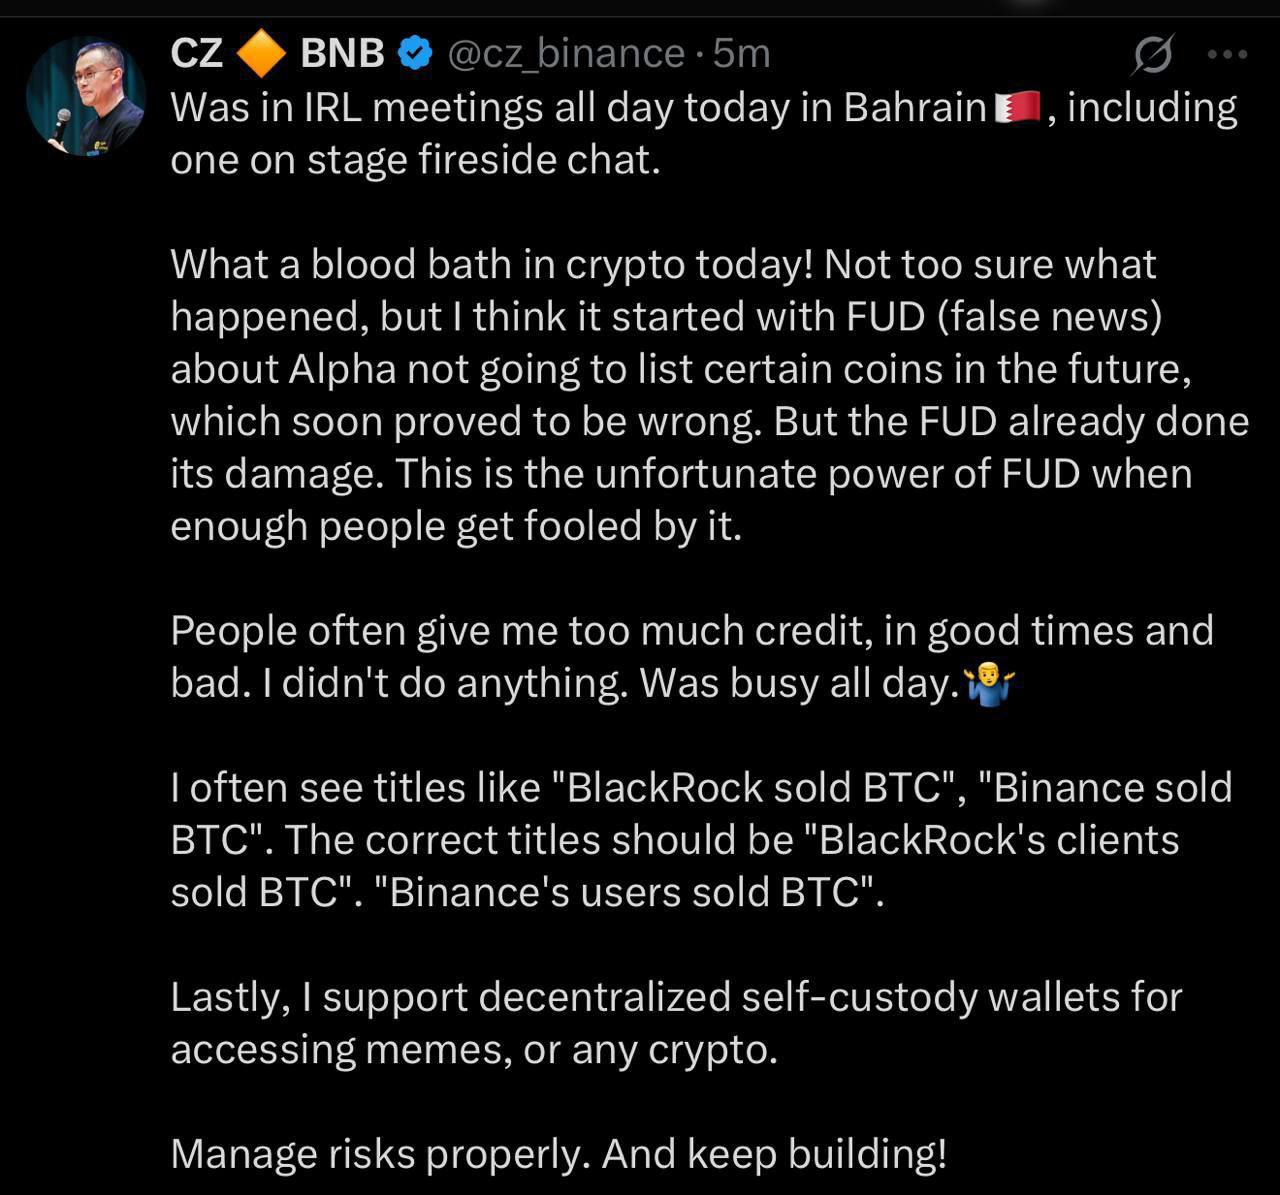 CZ 🔶 BNB @cz_binance · 5m
Was in IRL meetings all day today in Bahrain🇧🇭, including
one on stage fireside chat.
What a blood bath in crypto today! Not too sure what
happened, but I think it started with FUD (false news)
about Alpha not going to list certain coins in the future,
which soon proved to be wrong. But the FUD already done
its damage. This is the unfortunate power of FUD when
enough people get fooled by it.
People often give me too much credit, in good times and
bad. I didn't do anything. Was busy all day.🤷‍♂️
I often see titles like "BlackRock sold BTC", "Binance sold
BTC". The correct titles should be "BlackRock's clients
sold BTC". "Binance's users sold BTC".
Lastly, I support decentralized self-custody wallets for
accessing memes, or any crypto.
Manage risks properly. And keep building!